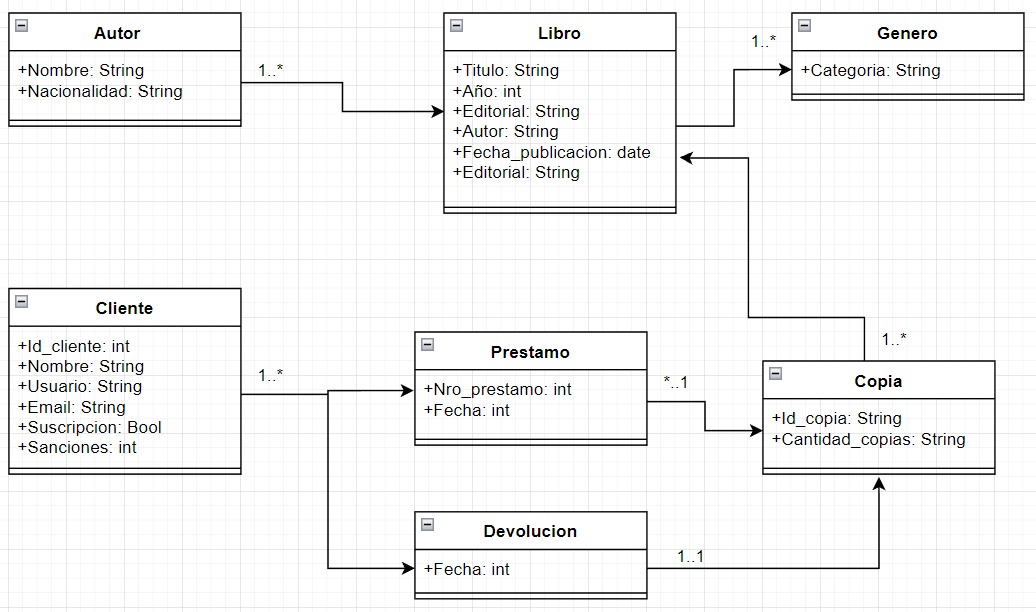 Autor
+Nombre: String
+Nacionalidad: String
1..*
Libro
+Titulo: String
+Año: int
+Editorial: String
+Autor: String
+Fecha_publicacion: date
+Editorial: String
1..*
Genero
+Categoria: String
Cliente
+Id_cliente: int
+Nombre: String
+Usuario: String
+Email: String
+Suscripcion: Bool
+Sanciones: int
1..*
Prestamo
+Nro_prestamo: int
+Fecha: int
*..1
1..*
Copia
+Id_copia: String
+Cantidad_copias: String
Devolucion
+Fecha: int
1..1